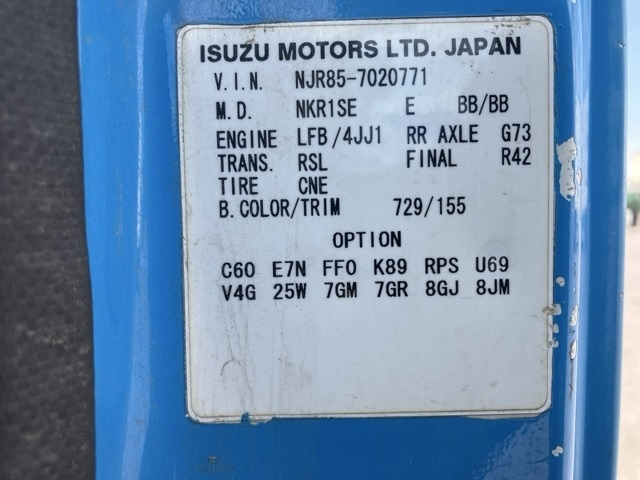 ISUZU MOTORS LTD. JAPAN
V.I.N. NJR85-7020771
M.D. NKR1SE E BB/BB
ENGINE LFB/4JJ1 RR AXLE G73
TRANS. RSL FINAL R42
TIRE CNE
B.COLOR/TRIM 729/155
OPTION
C60 E7N FF0 K89 RPS U69
V4G 25W 7GM 7GR 8GJ 8JM